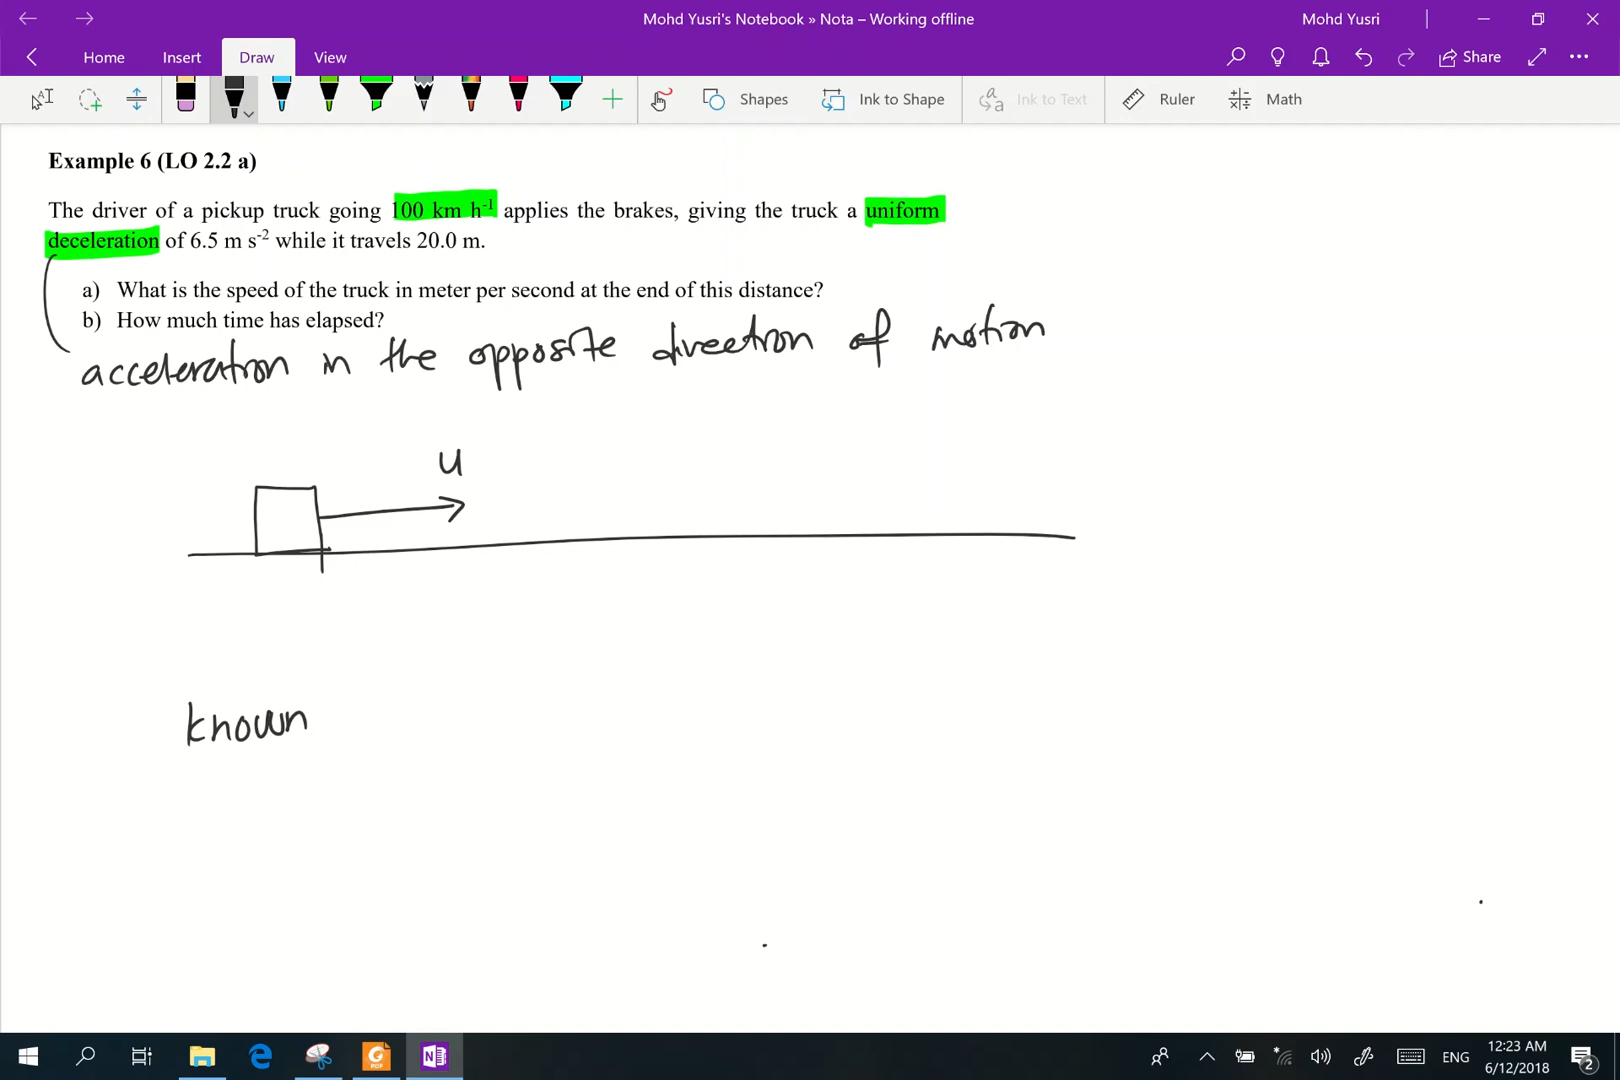 Mohd Yusri's Notebook » Nota – Working offline
Mohd Yusri
Home Insert Draw View
Share
Shapes Ink to Shape Ink to Text Ruler Math
Example 6 (LO 2.2 a)
The driver of a pickup truck going 100 km h⁻¹ applies the brakes, giving the truck a uniform
deceleration of 6.5 m s⁻² while it travels 20.0 m.
a) What is the speed of the truck in meter per second at the end of this distance?
b) How much time has elapsed?
acceleration in the opposite direction of motion
u
known
ENG
12:23 AM
6/12/2018
2